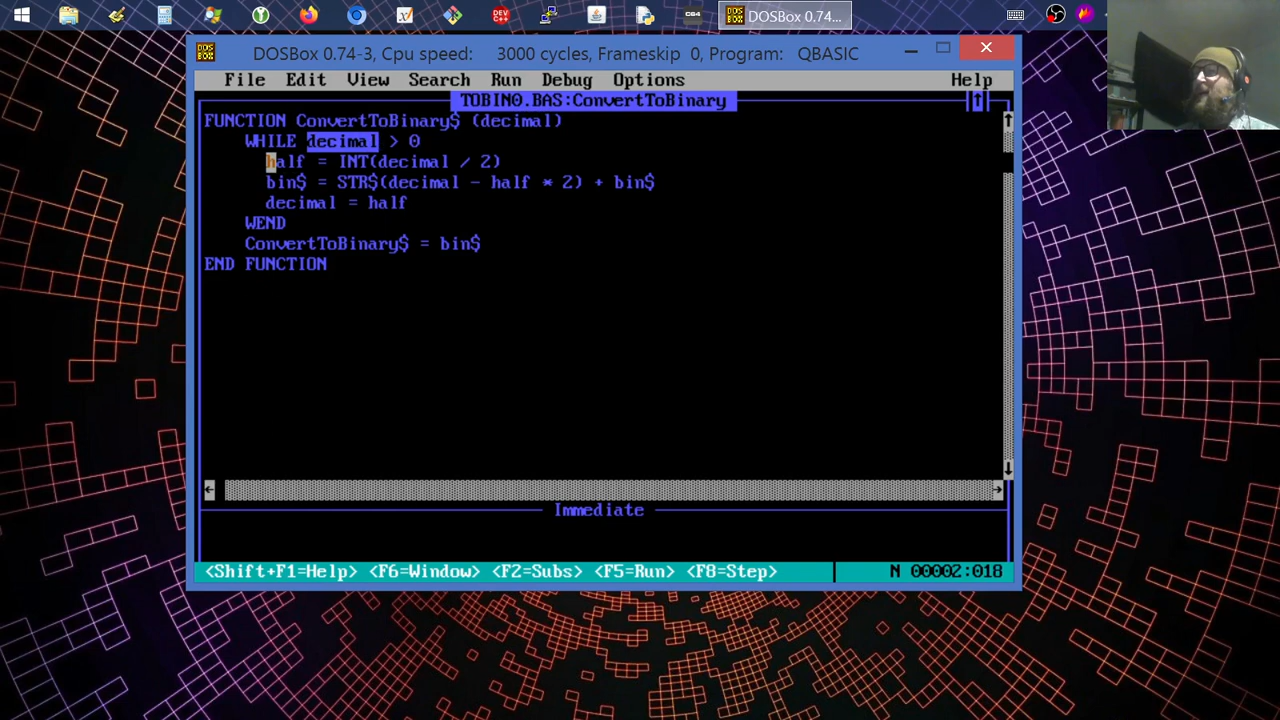 DEV C++
C64
DOSBox 0.74...
DOSBox 0.74-3, Cpu speed: 3000 cycles, Frameskip 0, Program: QBASIC
File Edit View Search Run Debug Options Help
TOBIN0.BAS:ConvertToBinary
FUNCTION ConvertToBinary$ (decimal)
WHILE decimal > 0
half = INT(decimal / 2)
bin$ = STR$(decimal - half * 2) + bin$
decimal = half
WEND
ConvertToBinary$ = bin$
END FUNCTION
Immediate
<Shift+F1=Help> <F6=Window> <F2=Subs> <F5=Run> <F8=Step> N 00002:018